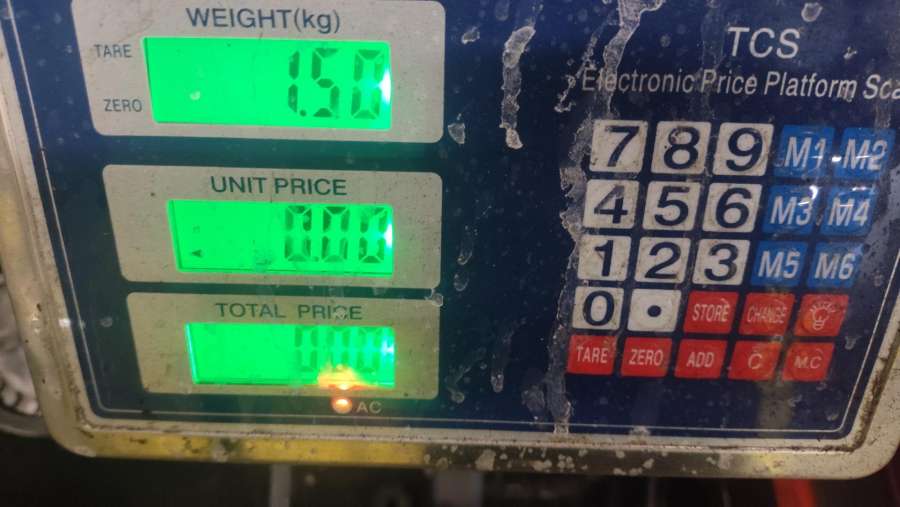 WEIGHT(kg)
TARE
1.50
ZERO
UNIT PRICE
0.00
TOTAL PRICE
0.00
AC
TCS
Electronic Price Platform
7 8 9 M1 M2
4 5 6 M3 M4
1 2 3 M5 M6
0 . STORE CHANGE
TARE ZERO ADD C M.C